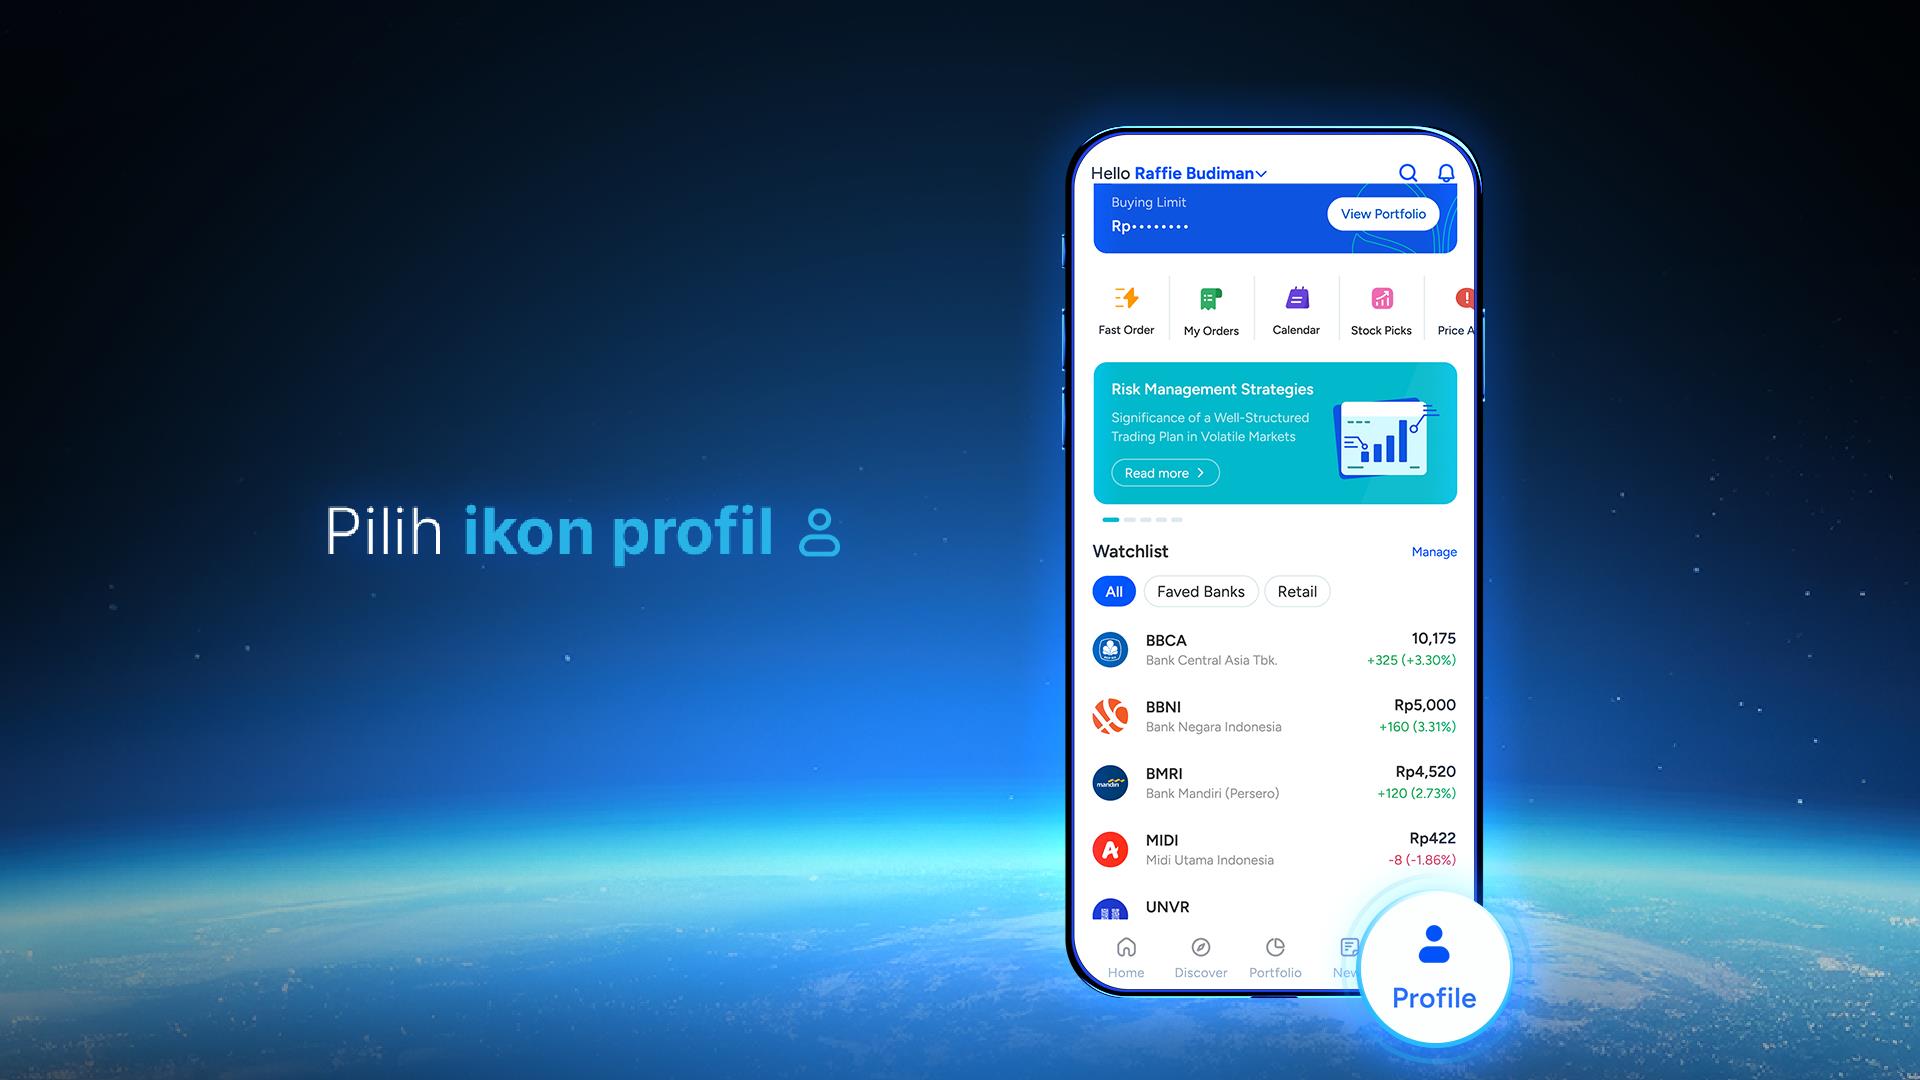 Pilih ikon profil
Hello Raffie Budiman
Buying Limit
Rp••••••••
View Portfolio
Fast Order
My Orders
Calendar
Stock Picks
Price A
Risk Management Strategies
Significance of a Well-Structured
Trading Plan in Volatile Markets
Read more
Watchlist
Manage
All
Faved Banks
Retail
BBCA
10,175
Bank Central Asia Tbk.
+325 (+3.30%)
BBNI
Rp5,000
Bank Negara Indonesia
+160 (3.31%)
mandiri
BMRI
Rp4,520
Bank Mandiri (Persero)
+120 (2.73%)
MIDI
Rp422
Midi Utama Indonesia
-8 (-1.86%)
UNVR
Home
Discover
Portfolio
New
Profile